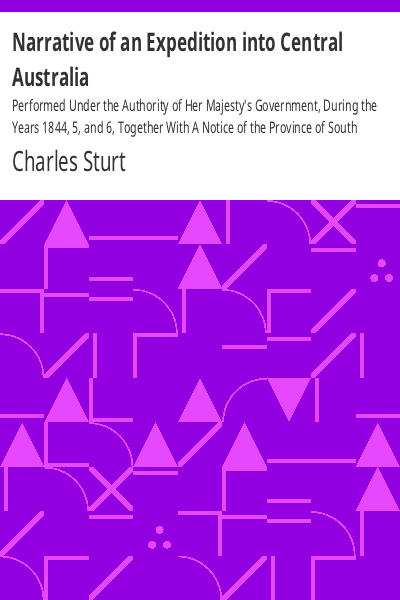 Narrative of an Expedition into Central
Australia
Performed Under the Authority of Her Majesty's Government, During the
Years 1844, 5, and 6, Together With A Notice of the Province of South
Charles Sturt